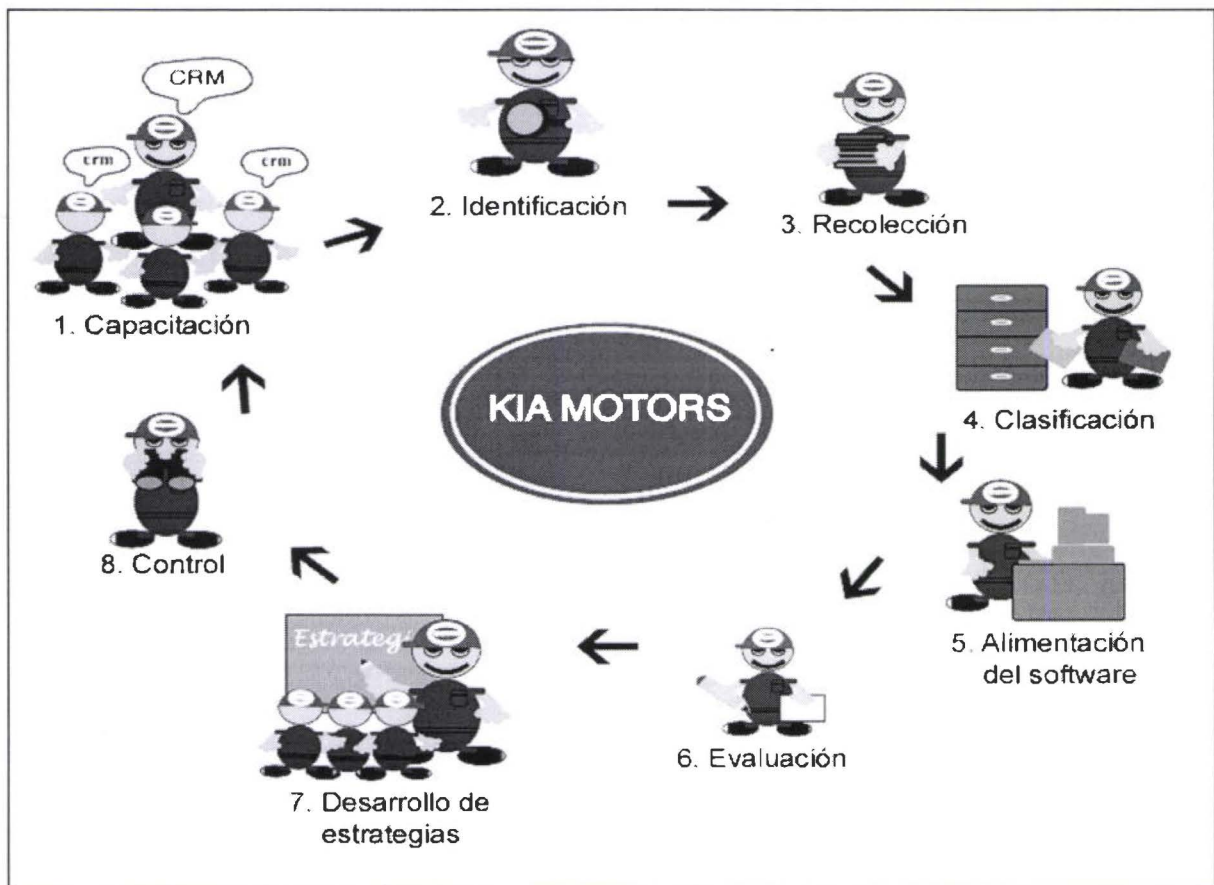 CRM
crm
crm
1. Capacitación
2. Identificación
3. Recolección
4. Clasificación
5. Alimentación
del software
6. Evaluación
Estrategi
7. Desarrollo de
estrategias
8. Control
KIA MOTORS